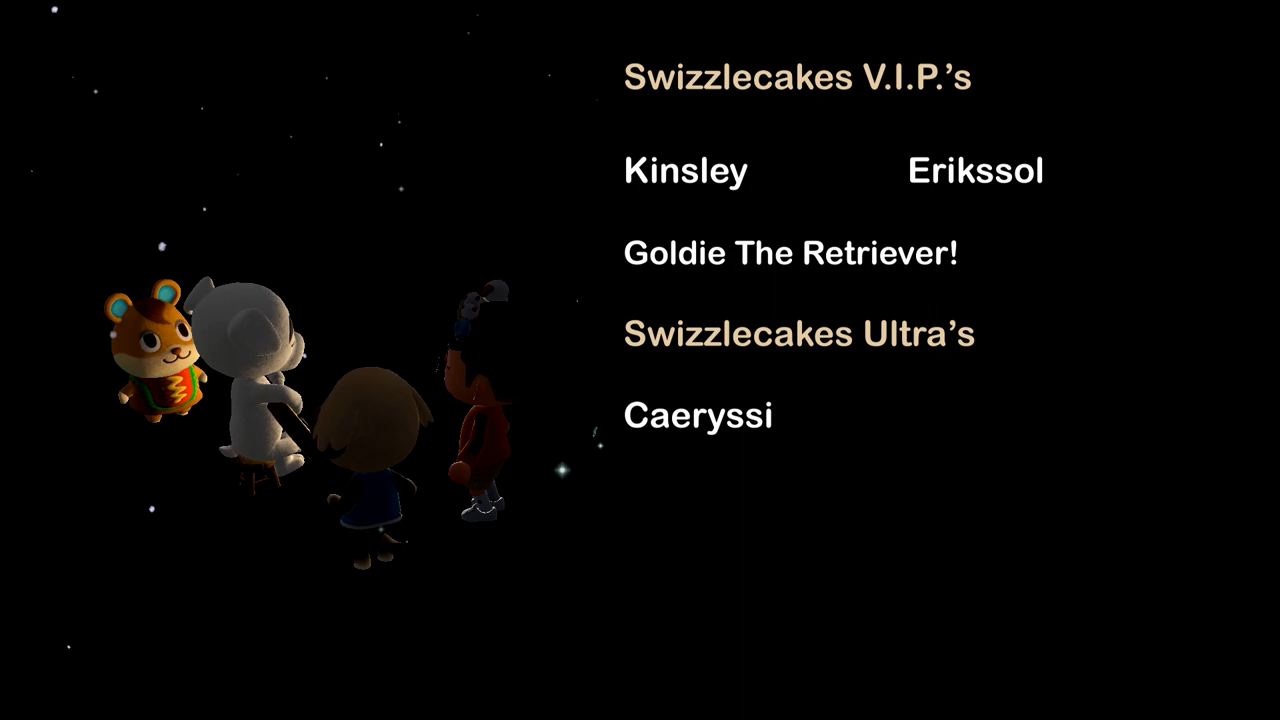 Swizzlecakes V.I.P.’s
Kinsley Erikssol
Goldie The Retriever!
Swizzlecakes Ultra’s
Caeryssi